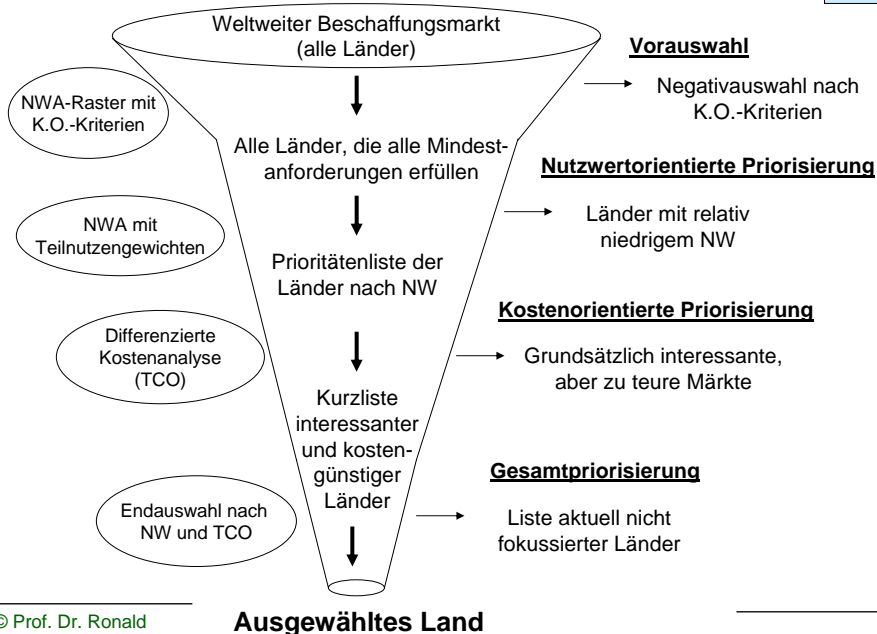 Weltweiter Beschaffungsmarkt
(alle Länder)
Vorauswahl
NWA-Raster mit
K.O.-Kriterien
Negativauswahl nach
K.O.-Kriterien
Alle Länder, die alle Mindest-
anforderungen erfüllen
Nutzwertorientierte Priorisierung
NWA mit
Teilnutzengewichten
Länder mit relativ
niedrigem NW
Prioritätenliste der
Länder nach NW
Kostenorientierte Priorisierung
Differenzierte
Kostenanalyse
(TCO)
Grundsätzlich interessante,
aber zu teure Märkte
Kurzliste
interessanter
und kosten-
günstiger
Länder
Gesamtpriorisierung
Endauswahl nach
NW und TCO
Liste aktuell nicht
fokussierter Länder
© Prof. Dr. Ronald
Ausgewähltes Land